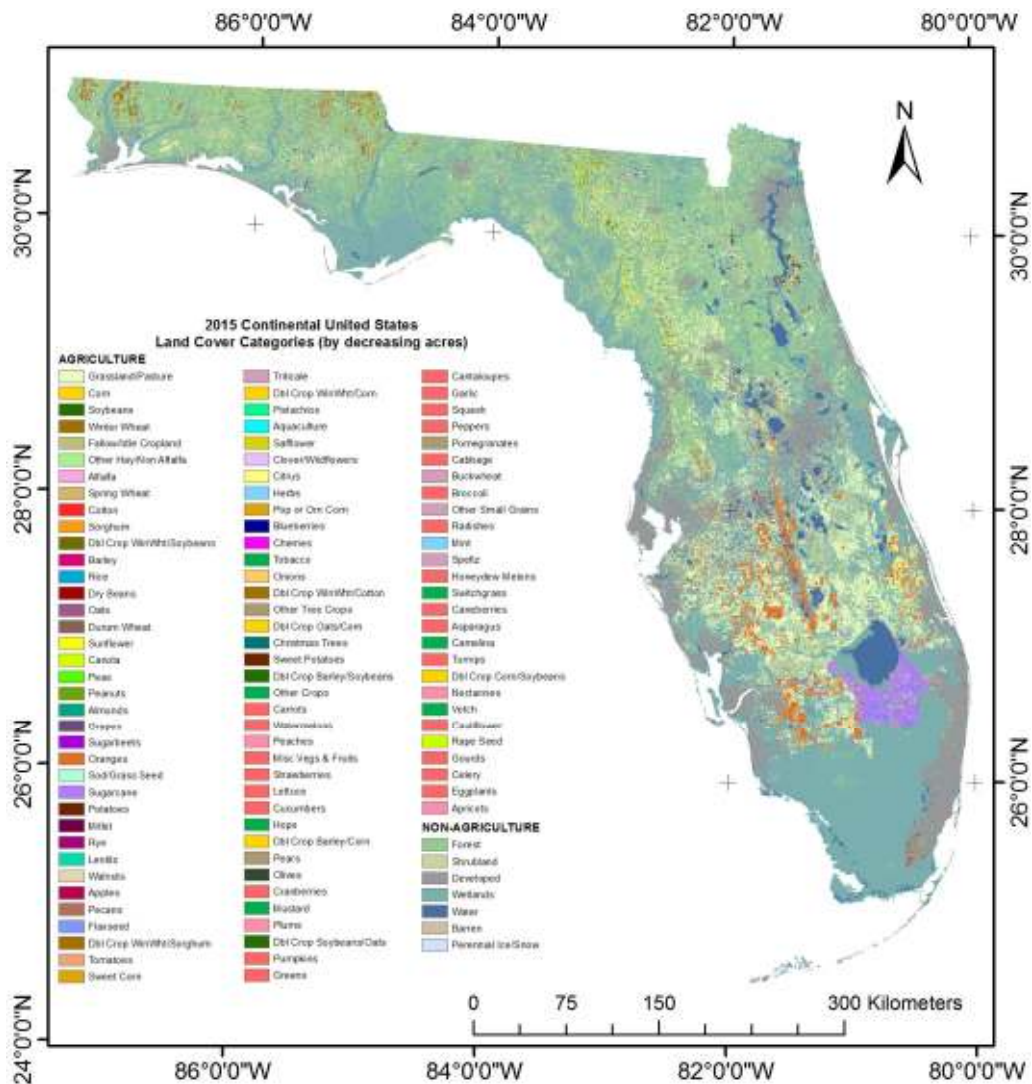 86°0'0"W 84°0'0"W 82°0'0"W 80°0'0"W
N
30°0'0"N
30°0'0"N
28°0'0"N
28°0'0"N
26°0'0"N
26°0'0"N
24°0'0"N
2015 Continental United States
Land Cover Categories (by decreasing acres)
AGRICULTURE
Grassland/Pasture
Corn
Soybeans
Winter Wheat
Fallow/Idle Cropland
Other Hay/Non Alfalfa
Alfalfa
Spring Wheat
Cotton
Sorghum
Dbl Crop WinWht/Soybeans
Barley
Rice
Dry Beans
Oats
Durum Wheat
Sunflower
Canola
Peas
Peanuts
Almonds
Grapes
Sugarbeets
Oranges
Sod/Grass Seed
Sugarcane
Potatoes
Millet
Rye
Lentils
Walnuts
Apples
Pecans
Flaxseed
Dbl Crop WinWht/Sorghum
Tomatoes
Sweet Corn
Triticale
Dbl Crop WinWht/Corn
Pistachios
Aquaculture
Safflower
Clover/Wildflowers
Citrus
Herbs
Pop or Orn Corn
Blueberries
Cherries
Tobacco
Onions
Dbl Crop WinWht/Cotton
Other Tree Crops
Dbl Crop Oats/Corn
Christmas Trees
Sweet Potatoes
Dbl Crop Barley/Soybeans
Other Crops
Carrots
Watermelons
Peaches
Misc Vegs & Fruits
Strawberries
Lettuce
Cucumbers
Hops
Dbl Crop Barley/Corn
Pears
Olives
Cranberries
Mustard
Plums
Dbl Crop Soybeans/Oats
Pumpkins
Greens
Cantaloupes
Garlic
Squash
Peppers
Pomegranates
Cabbage
Buckwheat
Broccoli
Other Small Grains
Radishes
Mint
Speltz
Honeydew Melons
Switchgrass
Caneberries
Asparagus
Camelina
Turnips
Dbl Crop Corn/Soybeans
Nectarines
Vetch
Cauliflower
Rape Seed
Gourds
Celery
Eggplants
Apricots
NON-AGRICULTURE
Forest
Shrubland
Developed
Wetlands
Water
Barren
Perennial Ice/Snow
0 75 150 300 Kilometers
86°0'0"W 84°0'0"W 82°0'0"W 80°0'0"W